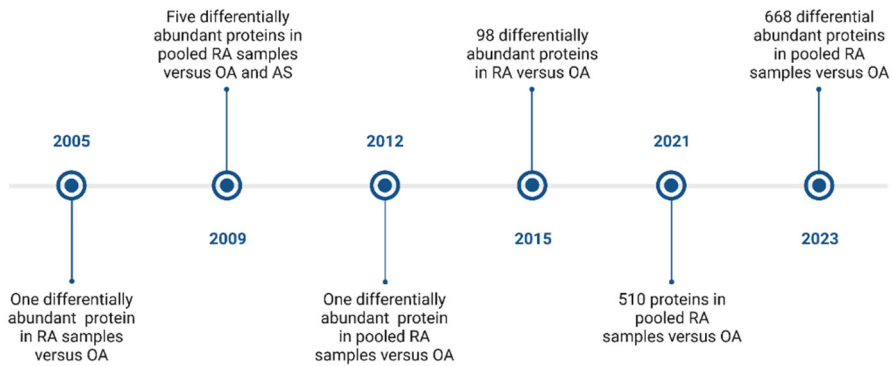 2005
One differentially
abundant protein
in RA samples
versus OA
Five differentially
abundant proteins in
pooled RA samples
versus OA and AS
2009
2012
One differentially
abundant protein
in pooled RA
samples versus OA
98 differentially
abundant proteins
in RA versus OA
2015
2021
510 proteins in
pooled RA
samples versus OA
668 differential
abundant proteins
in pooled RA
samples versus OA
2023